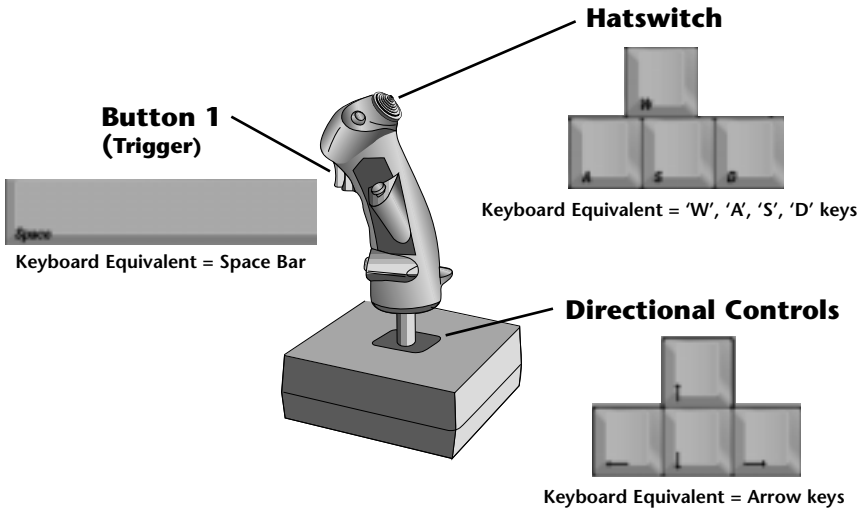 Hatswitch
W
Button 1
(Trigger)
A S D
Keyboard Equivalent = ‘W’, ‘A’, ‘S’, ‘D’ keys
Space
Keyboard Equivalent = Space Bar
Directional Controls
↑
← ↓ →
Keyboard Equivalent = Arrow keys